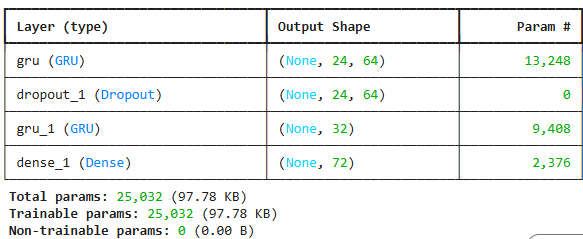 Layer (type) Output Shape Param #
gru (GRU) (None, 24, 64) 13,248
dropout_1 (Dropout) (None, 24, 64) 0
gru_1 (GRU) (None, 32) 9,408
dense_1 (Dense) (None, 72) 2,376
Total params: 25,032 (97.78 KB)
Trainable params: 25,032 (97.78 KB)
Non-trainable params: 0 (0.00 B)